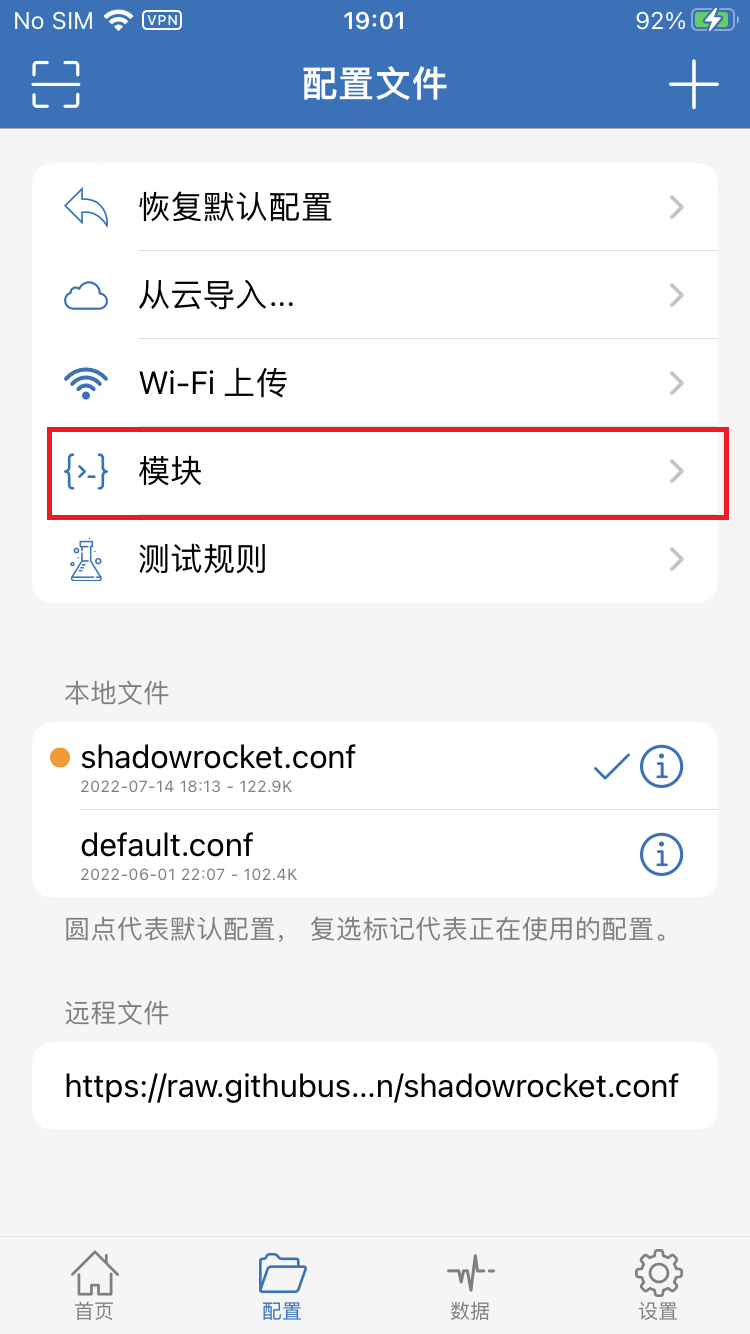 No SIM VPN 19:01 92%
配置文件
恢复默认配置
从云导入...
Wi-Fi 上传
模块
测试规则
本地文件
shadowrocket.conf
2022-07-14 18:13 - 122.9K
default.conf
2022-06-01 22:07 - 102.4K
圆点代表默认配置， 复选标记代表正在使用的配置。
远程文件
https://raw.githubus...n/shadowrocket.conf
首页 配置 数据 设置